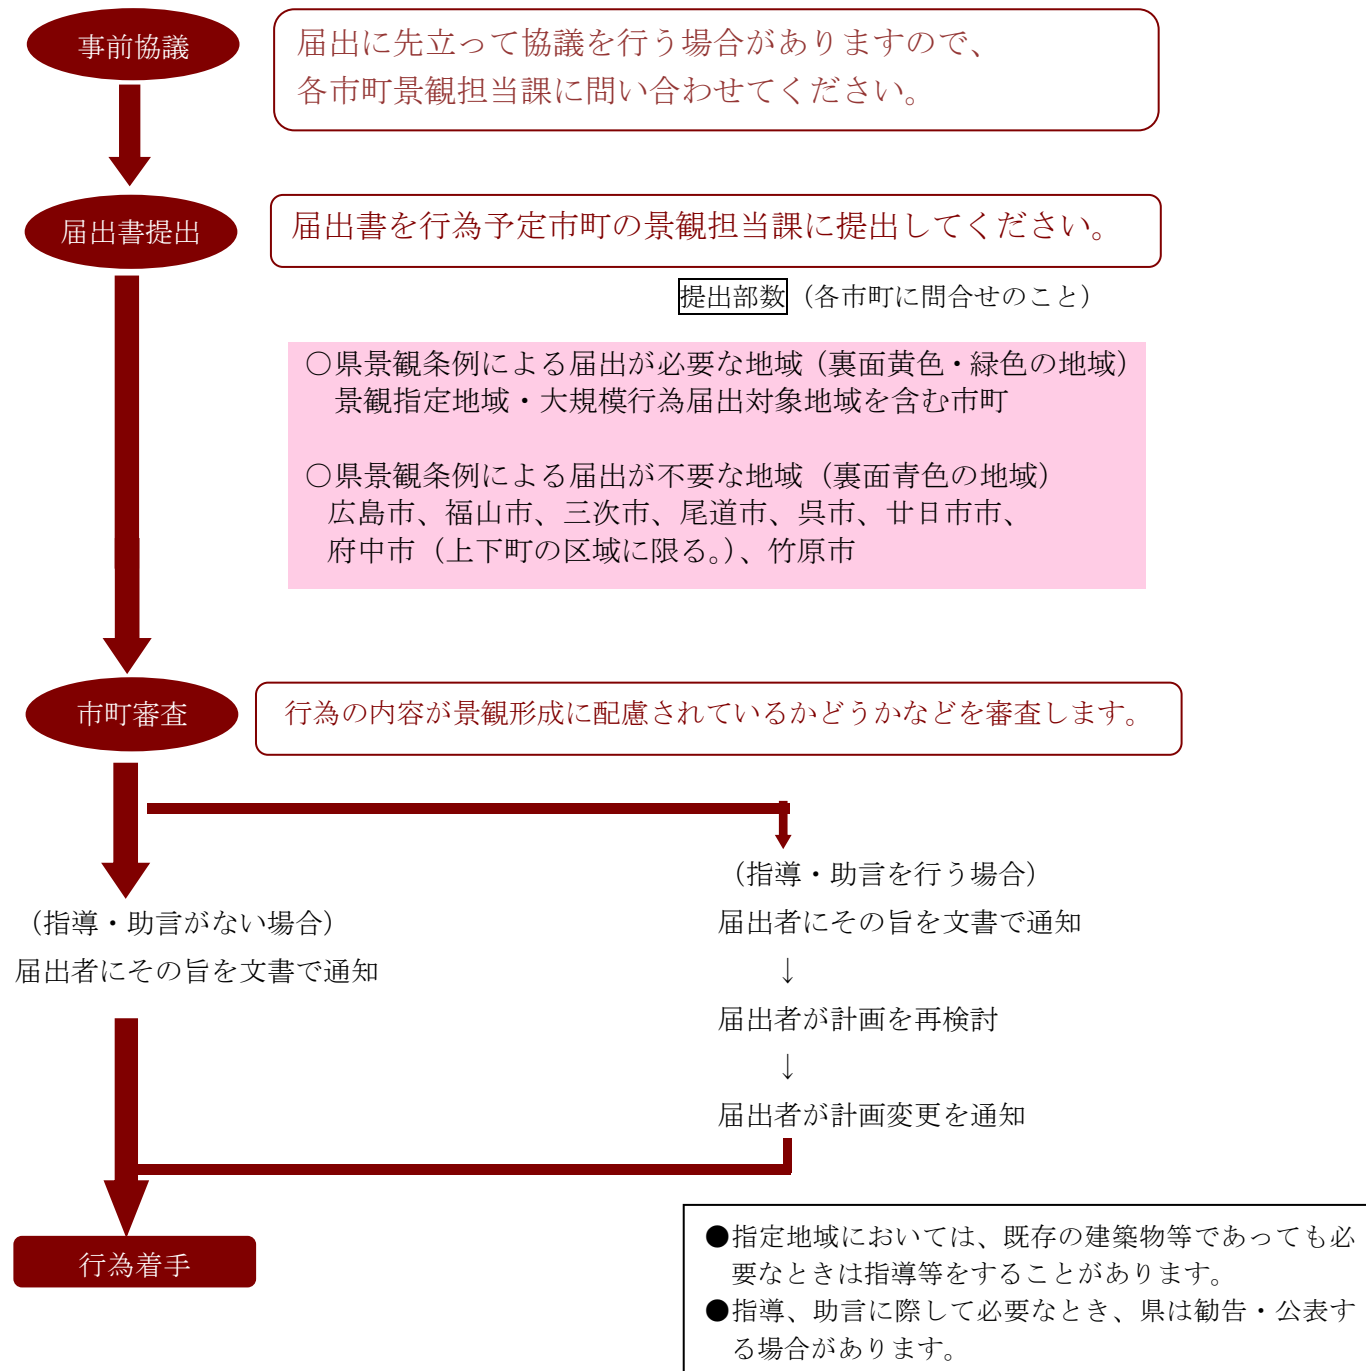 事前協議
届出に先立って協議を行う場合がありますので、
各市町景観担当課に問い合わせてください。
届出書提出
届出書を行為予定市町の景観担当課に提出してください。
提出部数（各市町に問合せのこと）
○県景観条例による届出が必要な地域（裏面黄色・緑色の地域）
景観指定地域・大規模行為届出対象地域を含む市町
○県景観条例による届出が不要な地域（裏面青色の地域）
広島市、福山市、三次市、尾道市、呉市、廿日市市、
府中市（上下町の区域に限る。）、竹原市
市町審査
行為の内容が景観形成に配慮されているかどうかなどを審査します。
（指導・助言がない場合）
届出者にその旨を文書で通知
（指導・助言を行う場合）
届出者にその旨を文書で通知
↓
届出者が計画を再検討
↓
届出者が計画変更を通知
行為着手
●指定地域においては、既存の建築物等であっても必
要なときは指導等をすることがあります。
●指導、助言に際して必要なとき、県は勧告・公表す
る場合があります。